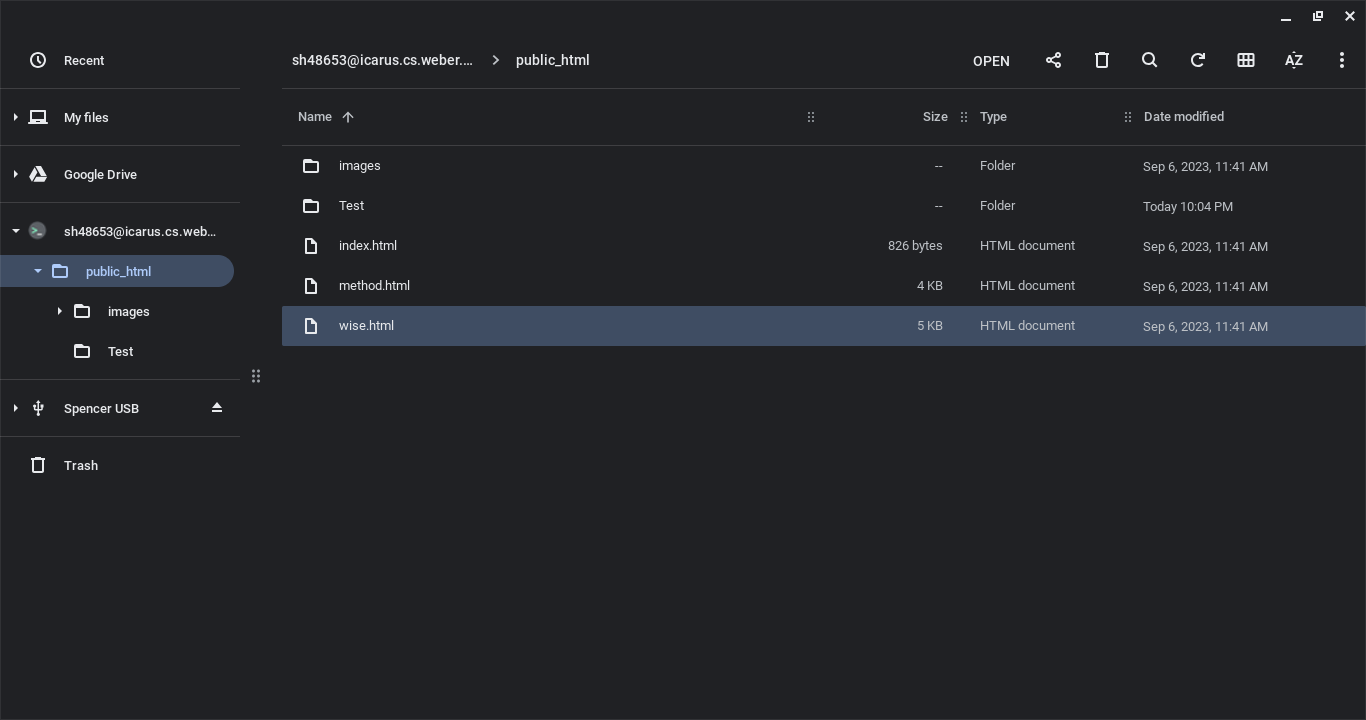 Recent
My files
Google Drive
sh48653@icarus.cs.web...
public_html
images
Test
Spencer USB
Trash
sh48653@icarus.cs.weber.... public_html OPEN AZ
Name Size Type Date modified
images -- Folder Sep 6, 2023, 11:41 AM
Test -- Folder Today 10:04 PM
index.html 826 bytes HTML document Sep 6, 2023, 11:41 AM
method.html 4 KB HTML document Sep 6, 2023, 11:41 AM
wise.html 5 KB HTML document Sep 6, 2023, 11:41 AM